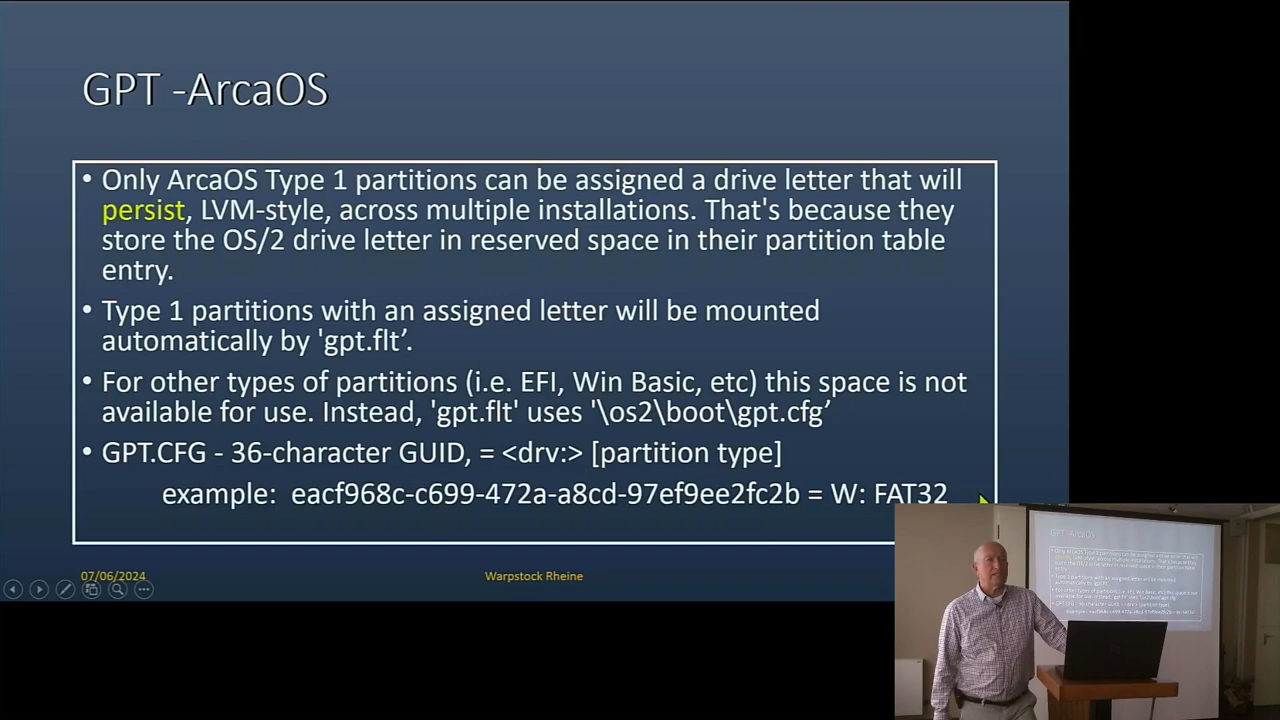 GPT -ArcaOS
• Only ArcaOS Type 1 partitions can be assigned a drive letter that will
persist, LVM-style, across multiple installations. That's because they
store the OS/2 drive letter in reserved space in their partition table
entry.
• Type 1 partitions with an assigned letter will be mounted
automatically by 'gpt.flt’.
• For other types of partitions (i.e. EFI, Win Basic, etc) this space is not
available for use. Instead, 'gpt.flt' uses '\os2\boot\gpt.cfg’
• GPT.CFG - 36-character GUID, = <drv:> [partition type]
example: eacf968c-c699-472a-a8cd-97ef9ee2fc2b = W: FAT32
07/06/2024
Warpstock Rheine
GPT -ArcaOS